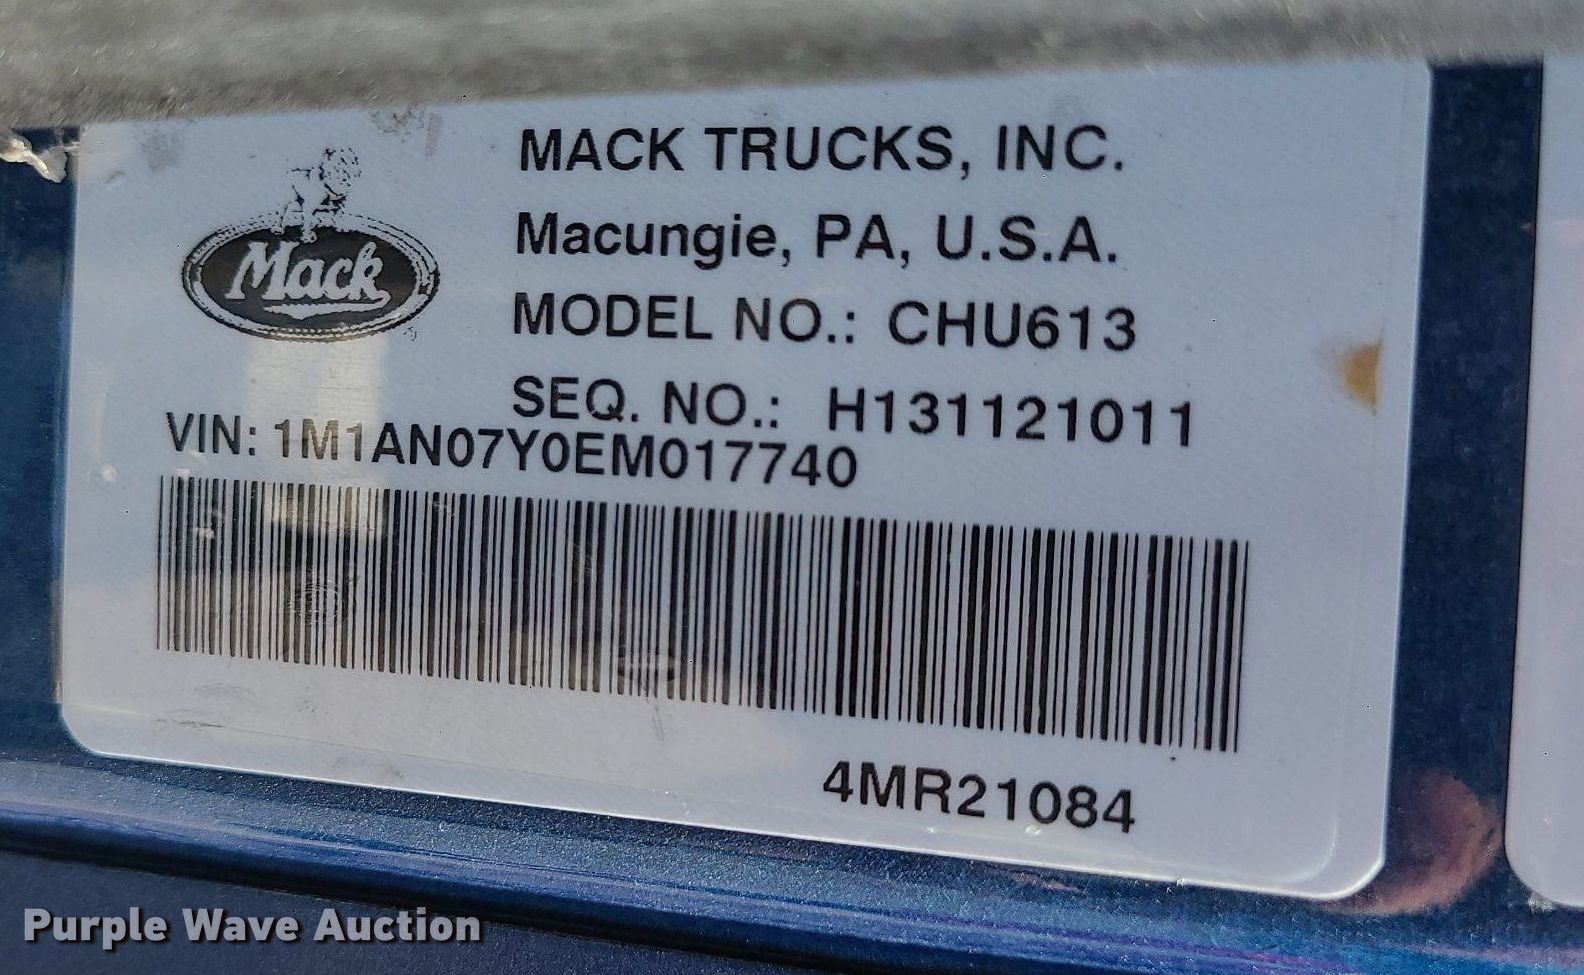 MACK TRUCKS, INC.
Macungie, PA, U.S.A.
Mack
MODEL NO.: CHU613
SEQ. NO.: H131121011
VIN: 1M1AN07Y0EM017740
4MR21084
Purple Wave Auction